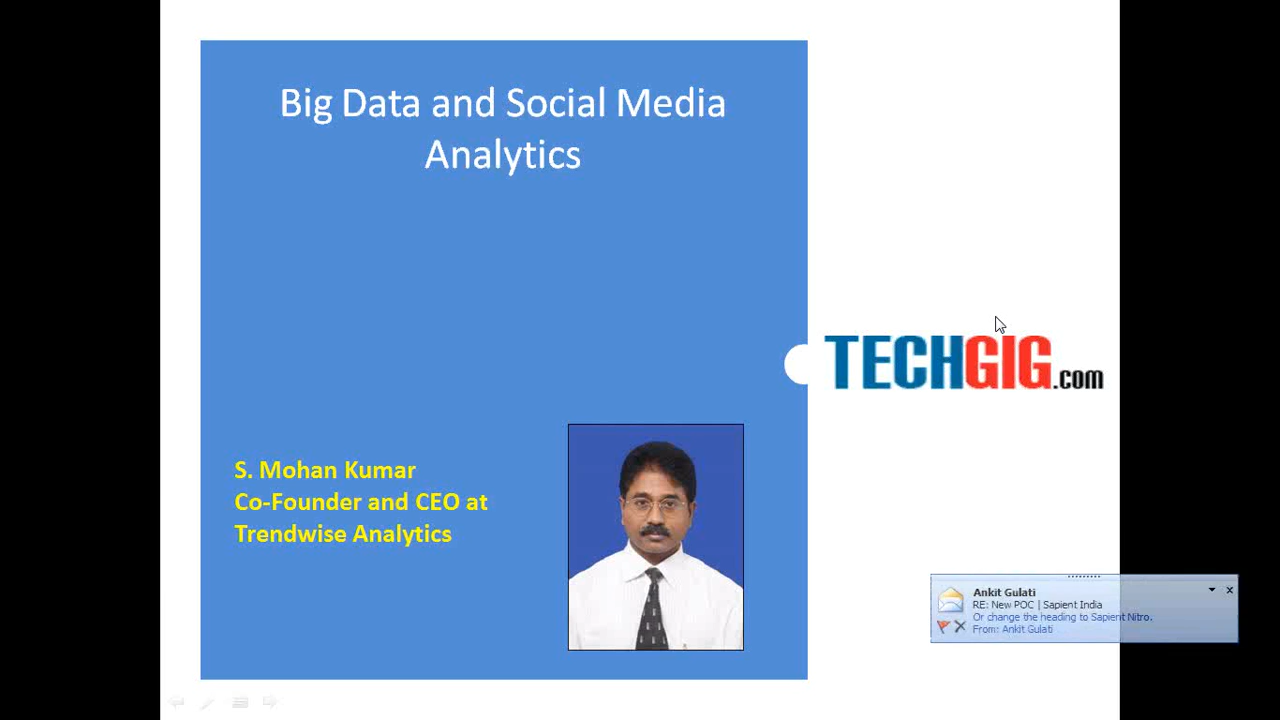 Big Data and Social Media
Analytics
TECHGIG.com
S. Mohan Kumar
Co-Founder and CEO at
Trendwise Analytics
Ankit Gulati
RE: New POC | Sapient India
Or change the heading to Sapient Nitro.
From: Ankit Gulati